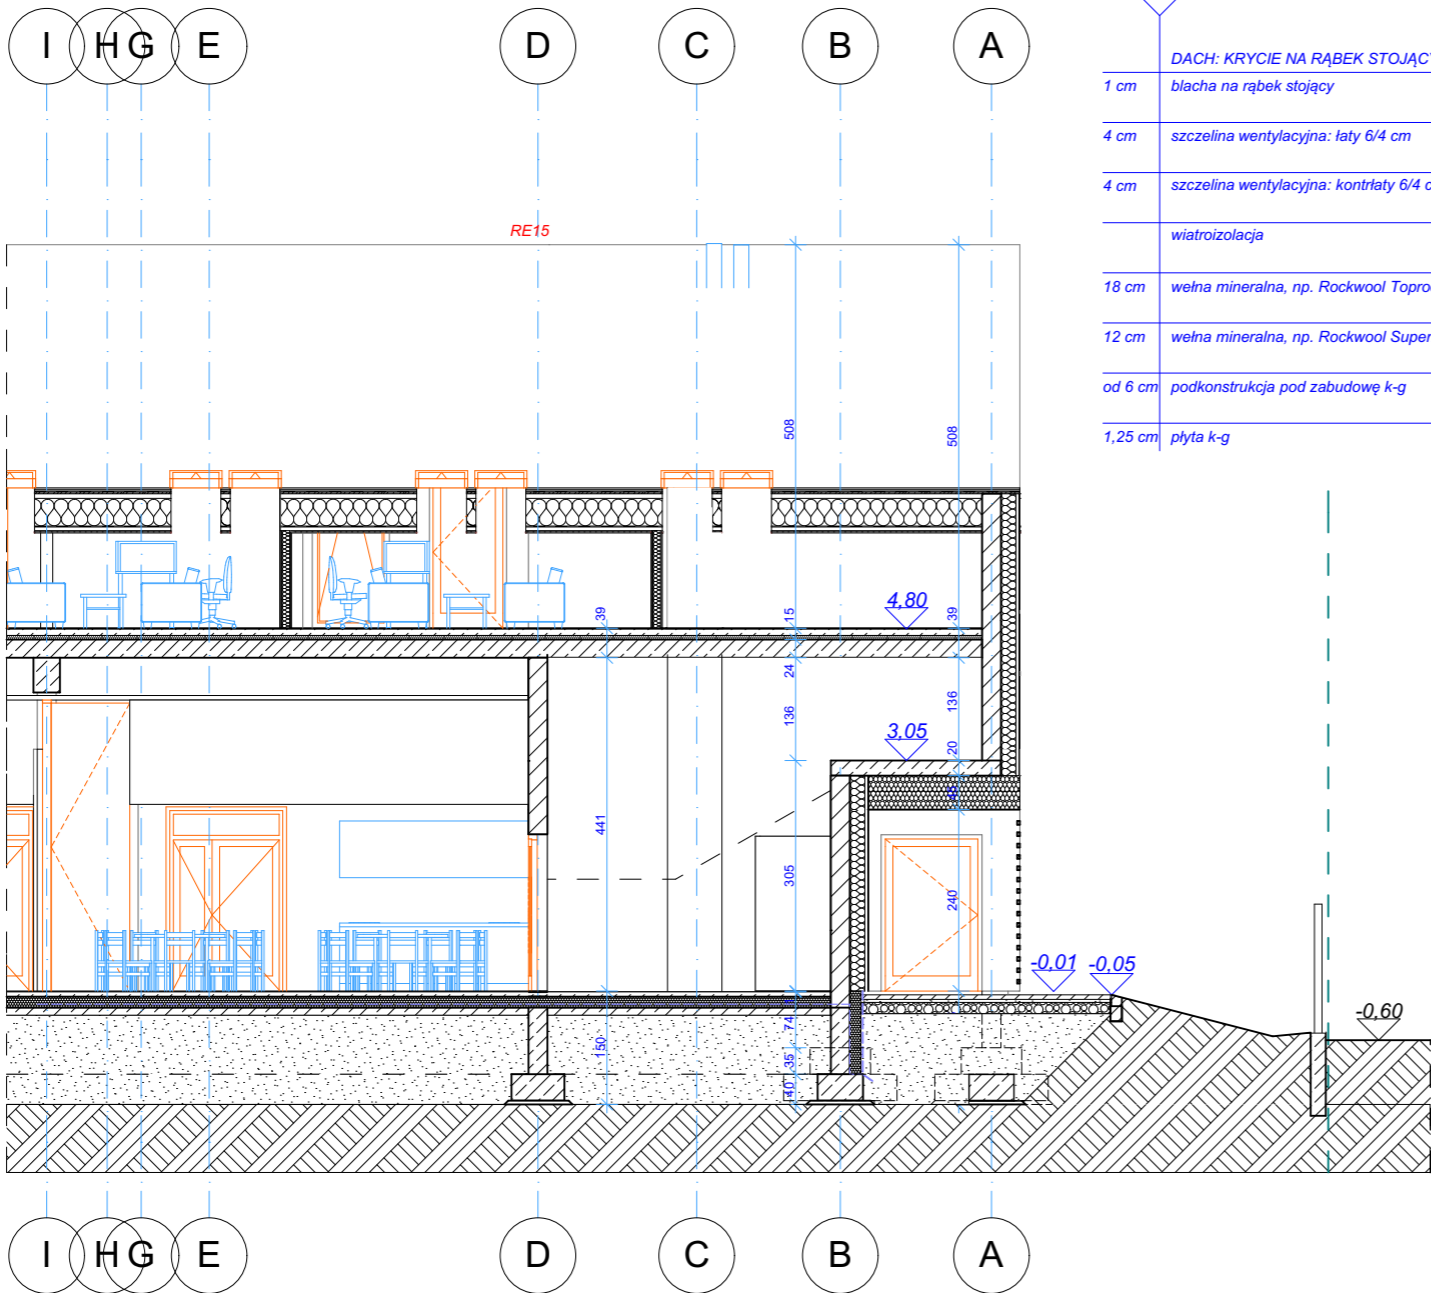 I H G E D C B A
DACH: KRYCIE NA RĄBEK STOJĄCY
1 cm blacha na rąbek stojący
4 cm szczelina wentylacyjna: łaty 6/4 cm
4 cm szczelina wentylacyjna: kontrłaty 6/4 c
wiatroizolacja
18 cm wełna mineralna, np. Rockwool Topro
12 cm wełna mineralna, np. Rockwool Super
od 6 cm podkonstrukcja pod zabudowę k-g
1,25 cm płyta k-g
RE15
508 508
4,80
39 15 39
24
136 136
3,05
20
40
441
305
240
-0,01 -0,05
-0,60
150
74
35
40
I H G E D C B A